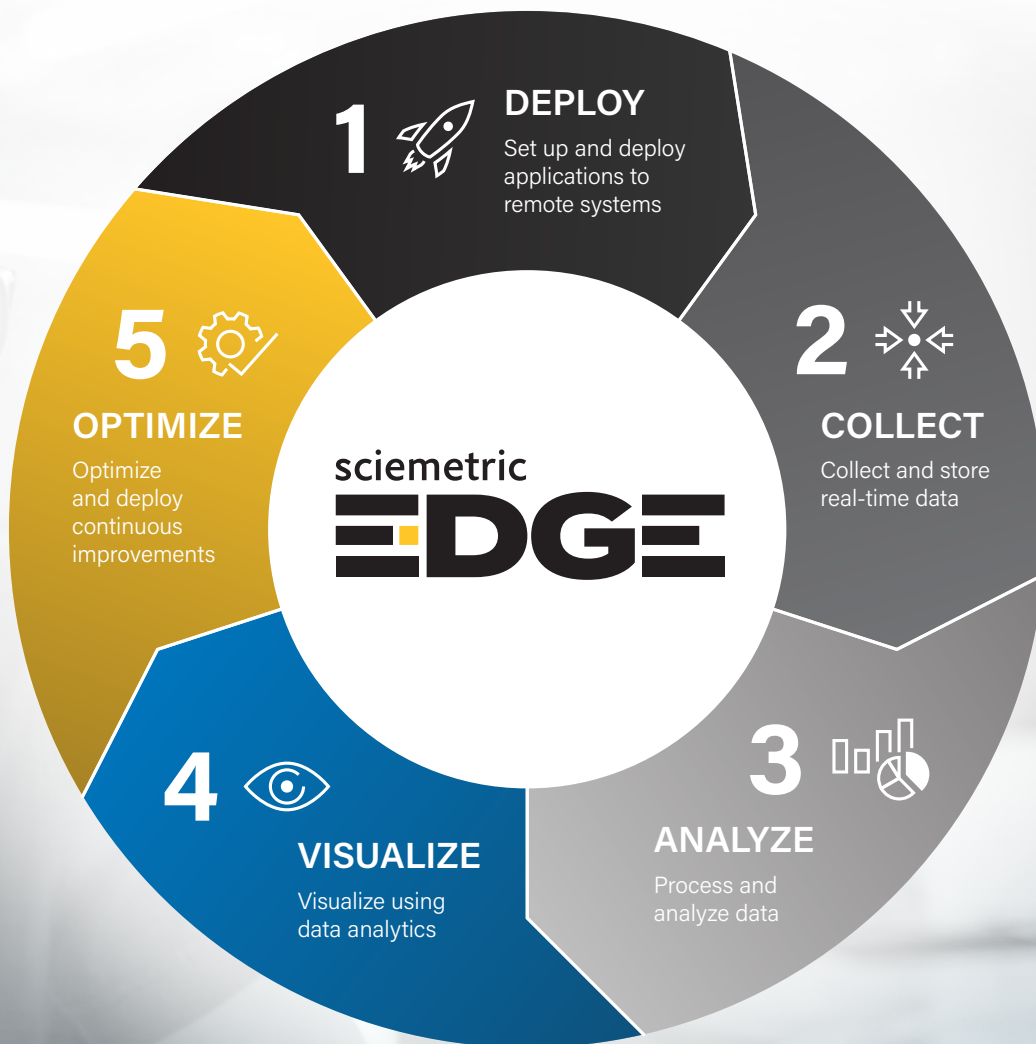 1
DEPLOY
Set up and deploy
applications to
remote systems
2
COLLECT
Collect and store
real-time data
3
ANALYZE
Process and
analyze data
4
VISUALIZE
Visualize using
data analytics
5
OPTIMIZE
Optimize
and deploy
continuous
improvements
sciemetric
EDGE